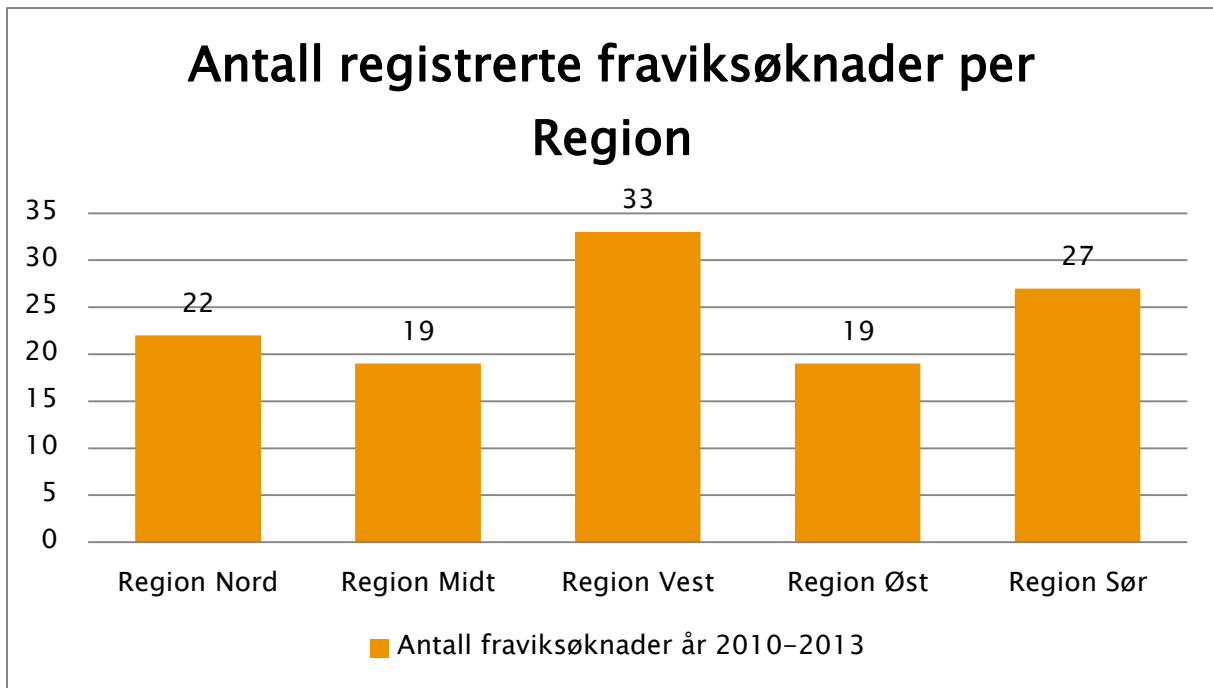 Antall registrerte fraviksøknader per
Region
33
35
30
27
25
22
20
19
19
15
10
5
0
Region Nord
Region Midt
Region Vest
Region Øst
Region Sør
Antall fraviksøknader år 2010-2013